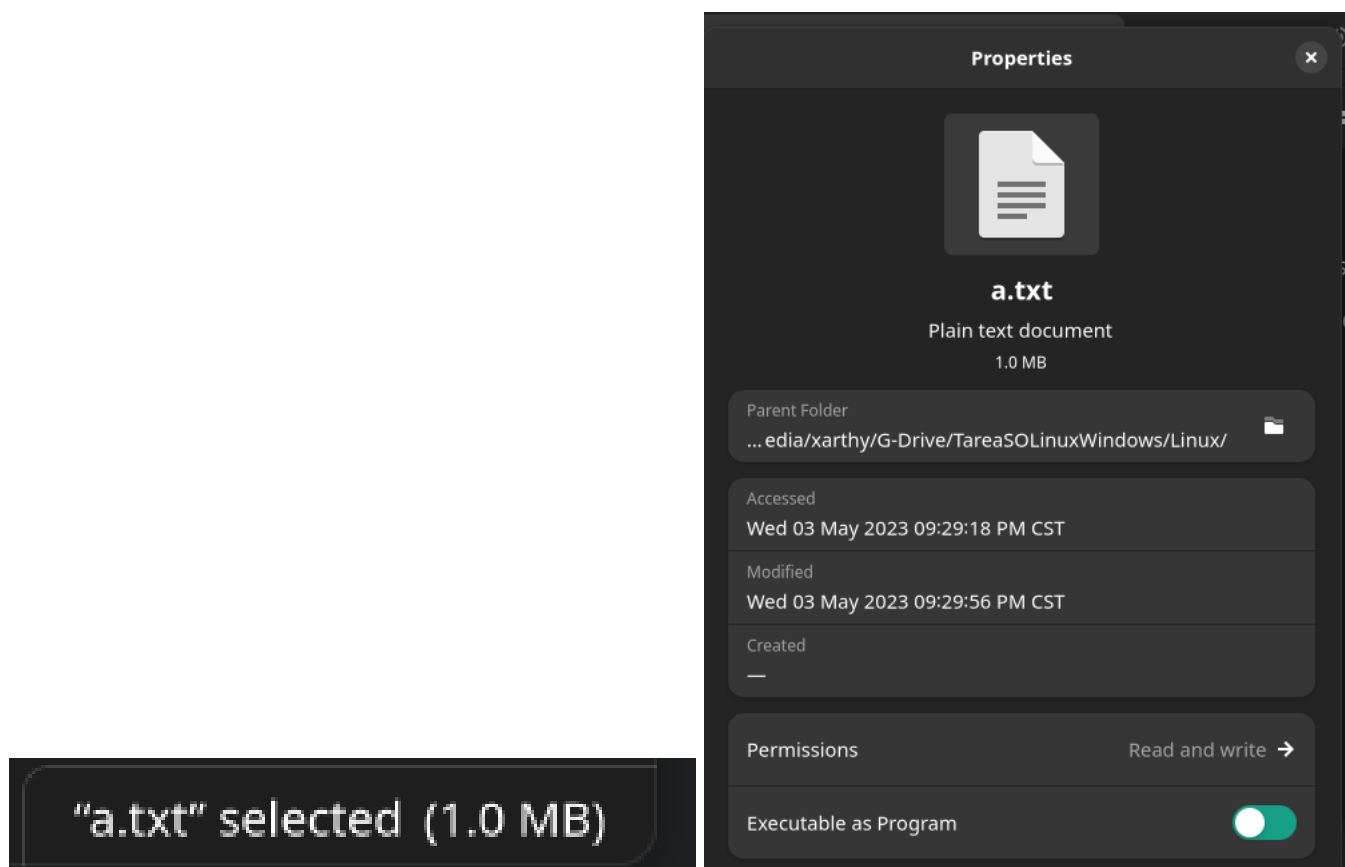 “a.txt” selected (1.0 MB)
Properties
a.txt
Plain text document
1.0 MB
Parent Folder
... edia/xarthy/G-Drive/TareaSOLinuxWindows/Linux/
Accessed
Wed 03 May 2023 09:29:18 PM CST
Modified
Wed 03 May 2023 09:29:56 PM CST
Created
—
Permissions
Read and write
Executable as Program